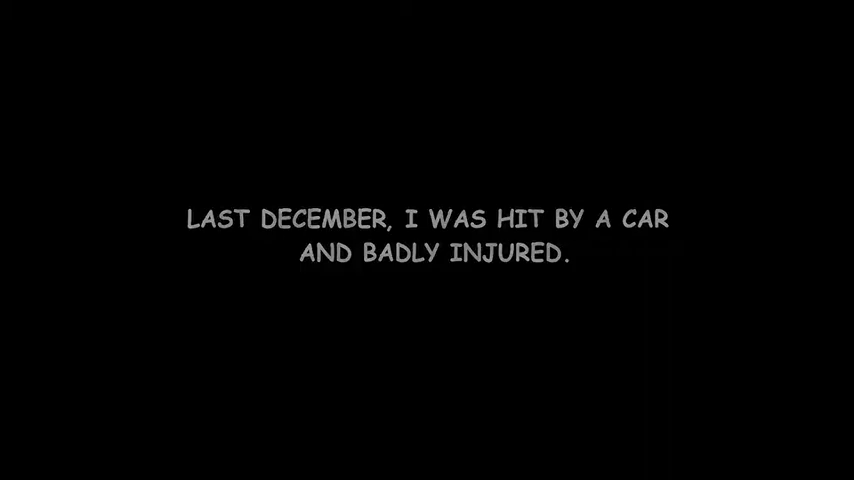 LAST DECEMBER, I WAS HIT BY A CAR
AND BADLY INJURED.